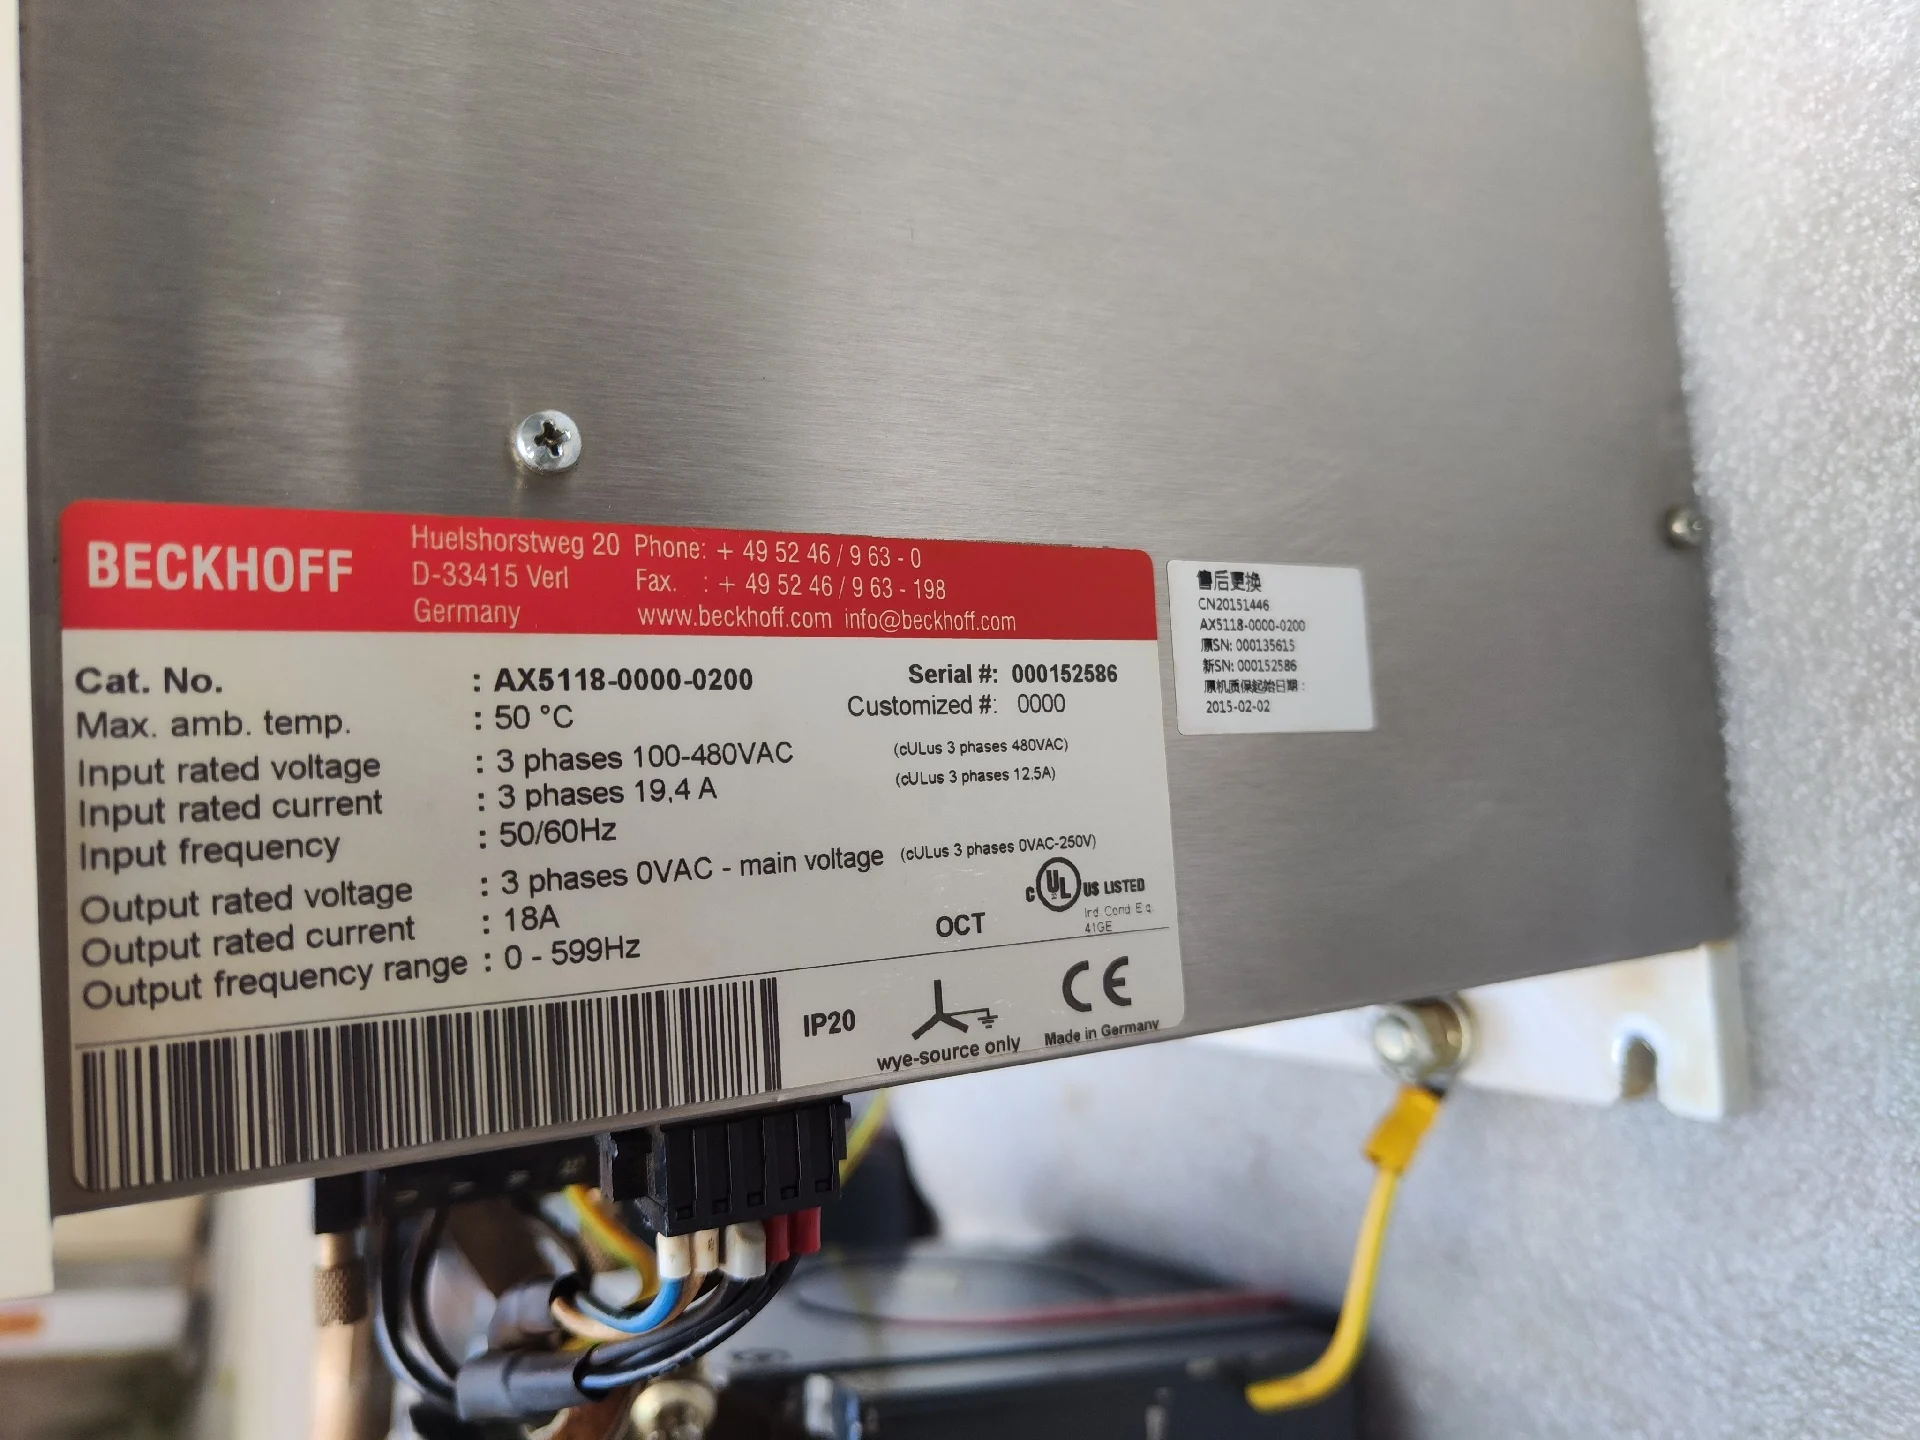 BECKHOFF
Huelshorstweg 20
D-33415 Verl
Germany
Phone: + 49 52 46 / 9 63 - 0
Fax. : + 49 52 46 / 9 63 - 198
www.beckhoff.com info@beckhoff.com
Cat. No. : AX5118-0000-0200 Serial #: 000152586
Max. amb. temp. : 50 °C Customized #: 0000
Input rated voltage : 3 phases 100-480VAC (cULus 3 phases 480VAC)
Input rated current : 3 phases 19,4 A (cULus 3 phases 12.5A)
Input frequency : 50/60Hz
Output rated voltage : 3 phases 0VAC - main voltage (cULus 3 phases 0VAC-250V)
Output rated current : 18A
Output frequency range : 0 - 599Hz
OCT
C UL US LISTED
Ind. Cond. Eq.
41GE
IP20
wye-source only
CE
Made in Germany
售后更换
CN20151446
AX5118-0000-0200
原SN: 000135615
新SN: 000152586
原机质保起始日期:
2015-02-02